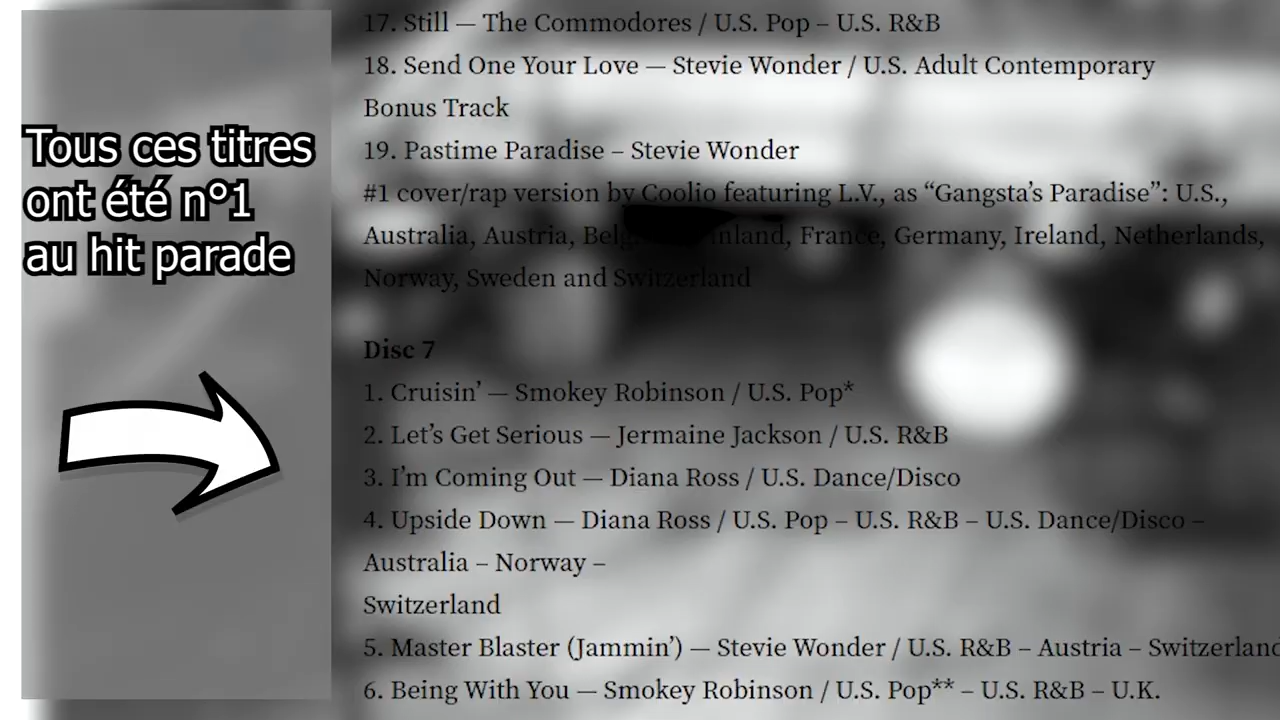 Tous ces titres
ont été n°1
au hit parade
17. Still — The Commodores / U.S. Pop – U.S. R&B
18. Send One Your Love — Stevie Wonder / U.S. Adult Contemporary
Bonus Track
19. Pastime Paradise – Stevie Wonder
#1 cover/rap version by Coolio featuring L.V., as “Gangsta’s Paradise”: U.S.,
Australia, Austria, France, Germany, Ireland, Netherlands,
Norway, Sweden and Switzerland
Disc 7
1. Cruisin’ — Smokey Robinson / U.S. Pop*
2. Let’s Get Serious — Jermaine Jackson / U.S. R&B
3. I’m Coming Out — Diana Ross / U.S. Dance/Disco
4. Upside Down — Diana Ross / U.S. Pop – U.S. R&B – U.S. Dance/Disco –
Australia – Norway –
Switzerland
5. Master Blaster (Jammin’) — Stevie Wonder / U.S. R&B – Austria – Switzerland
6. Being With You — Smokey Robinson / U.S. Pop** – U.S. R&B – U.K.